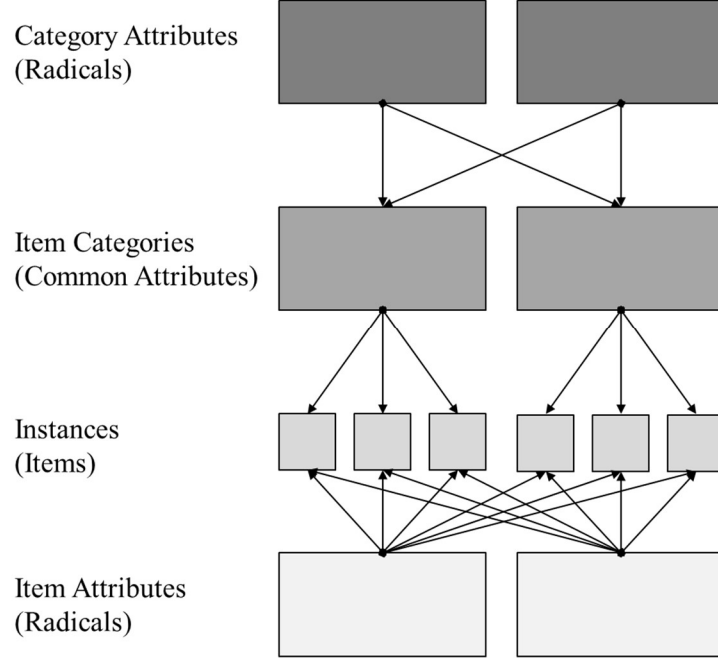 Category Attributes
(Radicals)
Item Categories
(Common Attributes)
Instances
(Items)
Item Attributes
(Radicals)